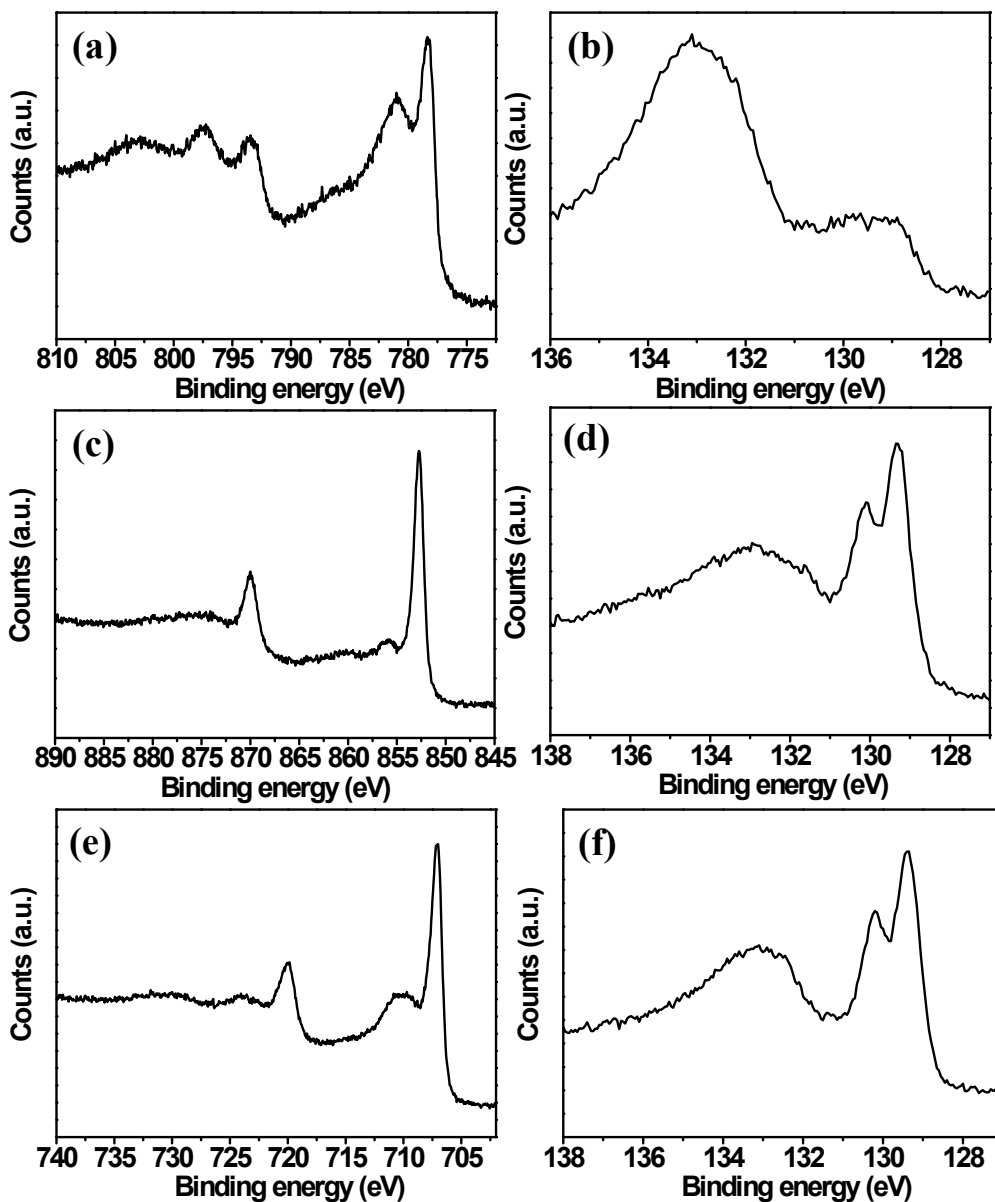 (a)
Counts (a.u.)
810 805 800 795 790 785 780 775
Binding energy (eV)
(b)
Counts (a.u.)
136 134 132 130 128
Binding energy (eV)
(c)
Counts (a.u.)
890 885 880 875 870 865 860 855 850 845
Binding energy (eV)
(d)
Counts (a.u.)
138 136 134 132 130 128
Binding energy (eV)
(e)
Counts (a.u.)
740 735 730 725 720 715 710 705
Binding energy (eV)
(f)
Counts (a.u.)
138 136 134 132 130 128
Binding energy (eV)